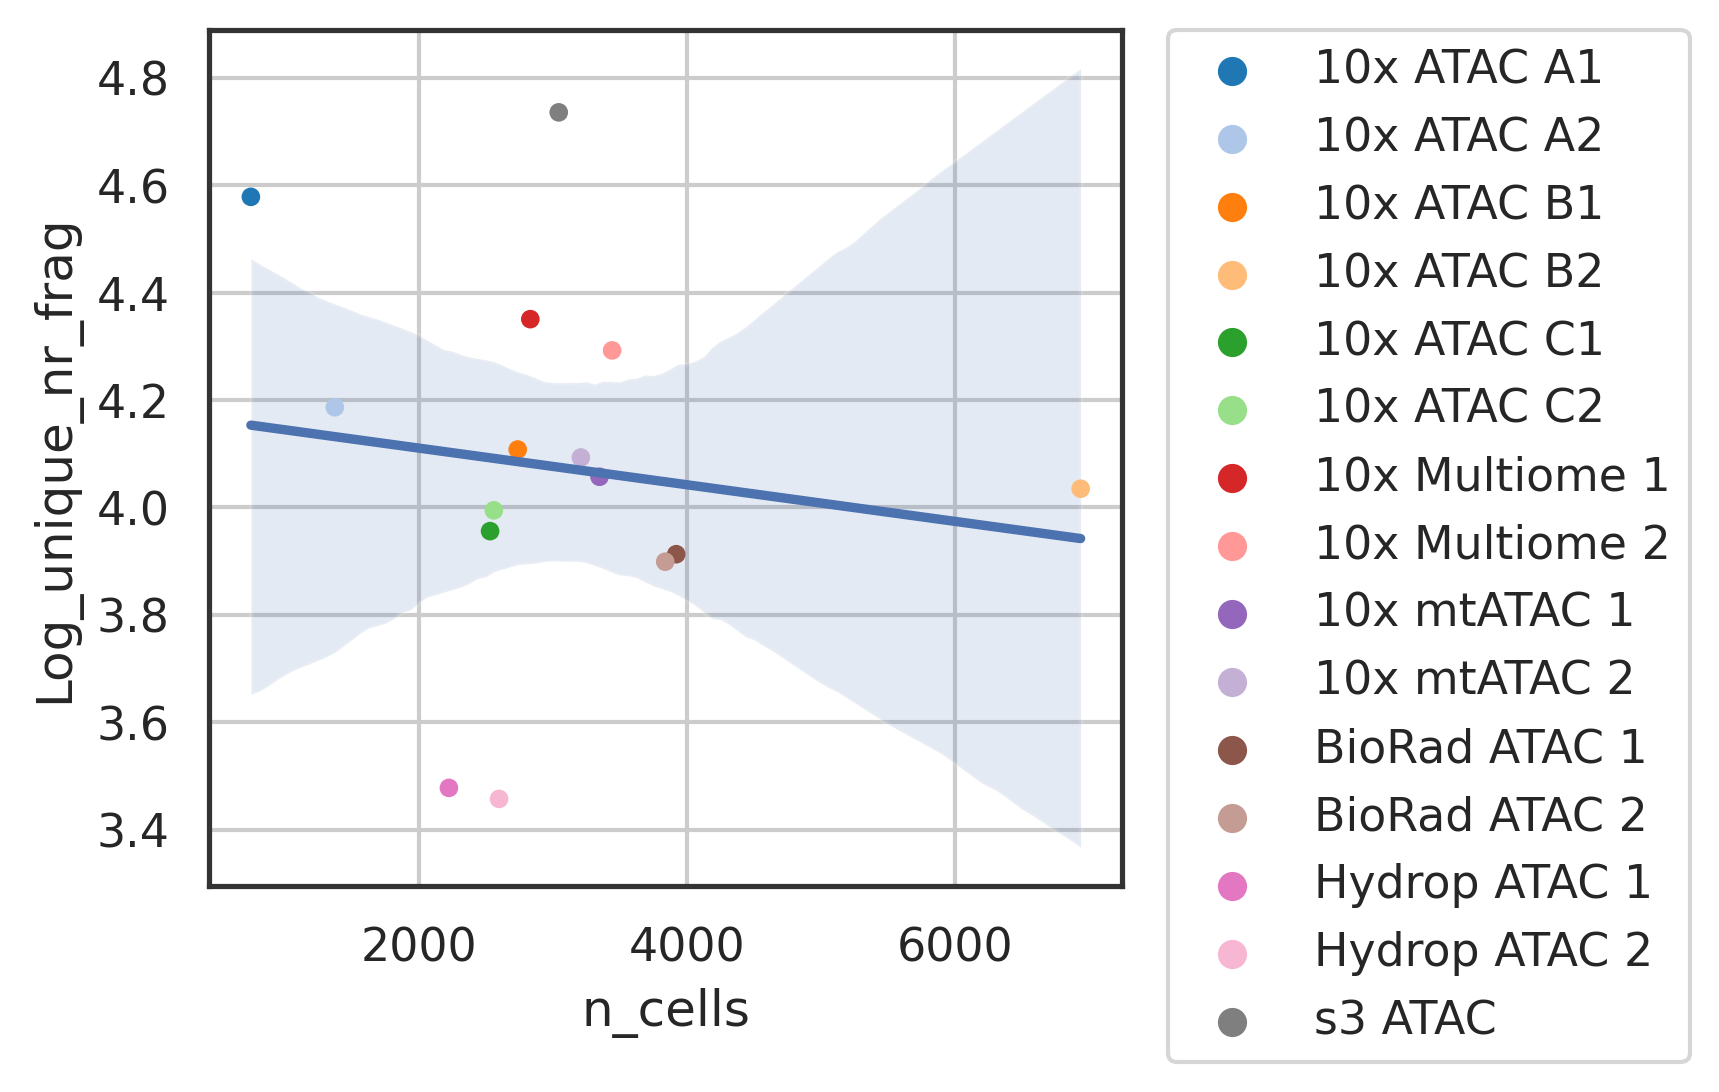 Log_unique_nr_frag
4.8
4.6
4.4
4.2
4.0
3.8
3.6
3.4
2000
4000
6000
n_cells
10x ATAC A1
10x ATAC A2
10x ATAC B1
10x ATAC B2
10x ATAC C1
10x ATAC C2
10x Multiome 1
10x Multiome 2
10x mtATAC 1
10x mtATAC 2
BioRad ATAC 1
BioRad ATAC 2
Hydrop ATAC 1
Hydrop ATAC 2
s3 ATAC